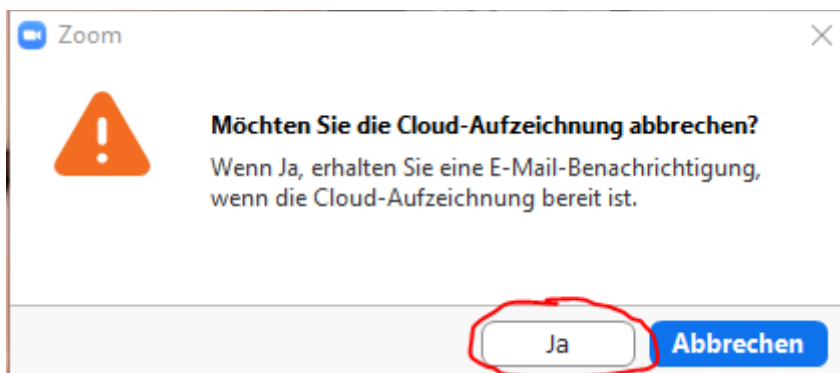 Zoom
Möchten Sie die Cloud-Aufzeichnung abbrechen?
Wenn Ja, erhalten Sie eine E-Mail-Benachrichtigung,
wenn die Cloud-Aufzeichnung bereit ist.
Ja
Abbrechen